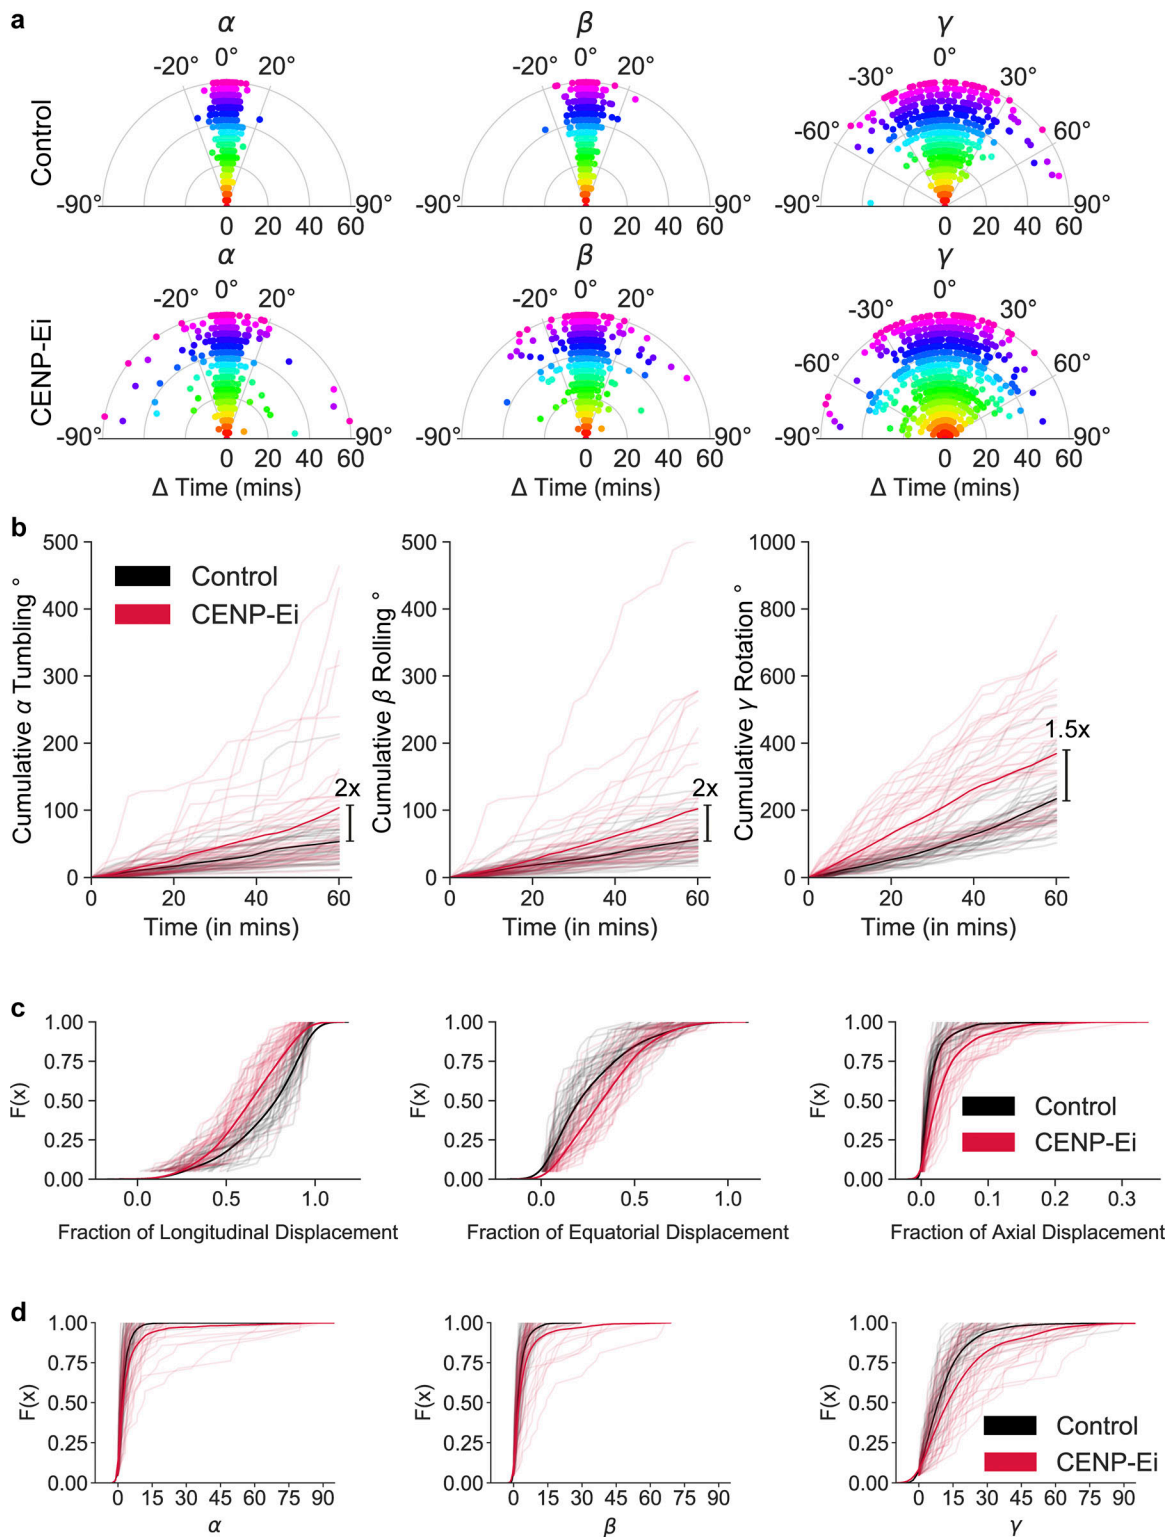 a
α β γ
0° 0° 0°
-20° 20° -20° 20° -30° 30°
-60° 60°
Control
-90° 90° -90° 90° -90° 90°
0 20 40 60 0 20 40 60 0 20 40 60
α β γ
0° 0° 0°
-20° 20° -20° 20° -30° 30°
-60° 60°
CENP-Ei
-90° 90° -90° 90° -90° 90°
0 20 40 60 0 20 40 60 0 20 40 60
Δ Time (mins) Δ Time (mins) Δ Time (mins)
b
Cumulative α Tumbling °
500
400
300
200
100
0
Control
CENP-Ei
2x
0 20 40 60
Time (in mins)
Cumulative β Rolling °
500
400
300
200
100
0
2x
0 20 40 60
Time (in mins)
Cumulative γ Rotation °
1000
800
600
400
200
0
1.5x
0 20 40 60
Time (in mins)
c
F(x)
1.00
0.75
0.50
0.25
0.00
0.0 0.5 1.0
Fraction of Longitudinal Displacement
F(x)
1.00
0.75
0.50
0.25
0.00
0.0 0.5 1.0
Fraction of Equatorial Displacement
F(x)
1.00
0.75
0.50
0.25
0.00
Control
CENP-Ei
0.0 0.1 0.2 0.3
Fraction of Axial Displacement
d
F(x)
1.00
0.75
0.50
0.25
0.00
0 15 30 45 60 75 90
α
F(x)
1.00
0.75
0.50
0.25
0.00
0 15 30 45 60 75 90
β
F(x)
1.00
0.75
0.50
0.25
0.00
Control
CENP-Ei
0 15 30 45 60 75 90
γ